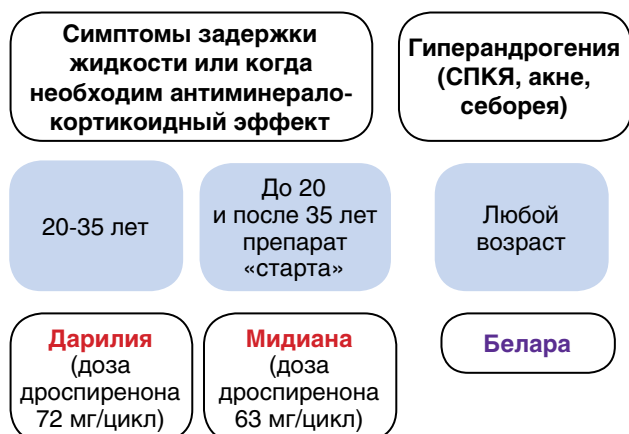 Симптомы задержки
жидкости или когда
необходим антиминерало-
кортикоидный эффект
Гиперандрогения
(СПКЯ, акне,
себорея)
20-35 лет
До 20
и после 35 лет
препарат
«старта»
Любой
возраст
Дарилия
(доза
дроспиренона
72 мг/цикл)
Мидиана
(доза
дроспиренона
63 мг/цикл)
Белара